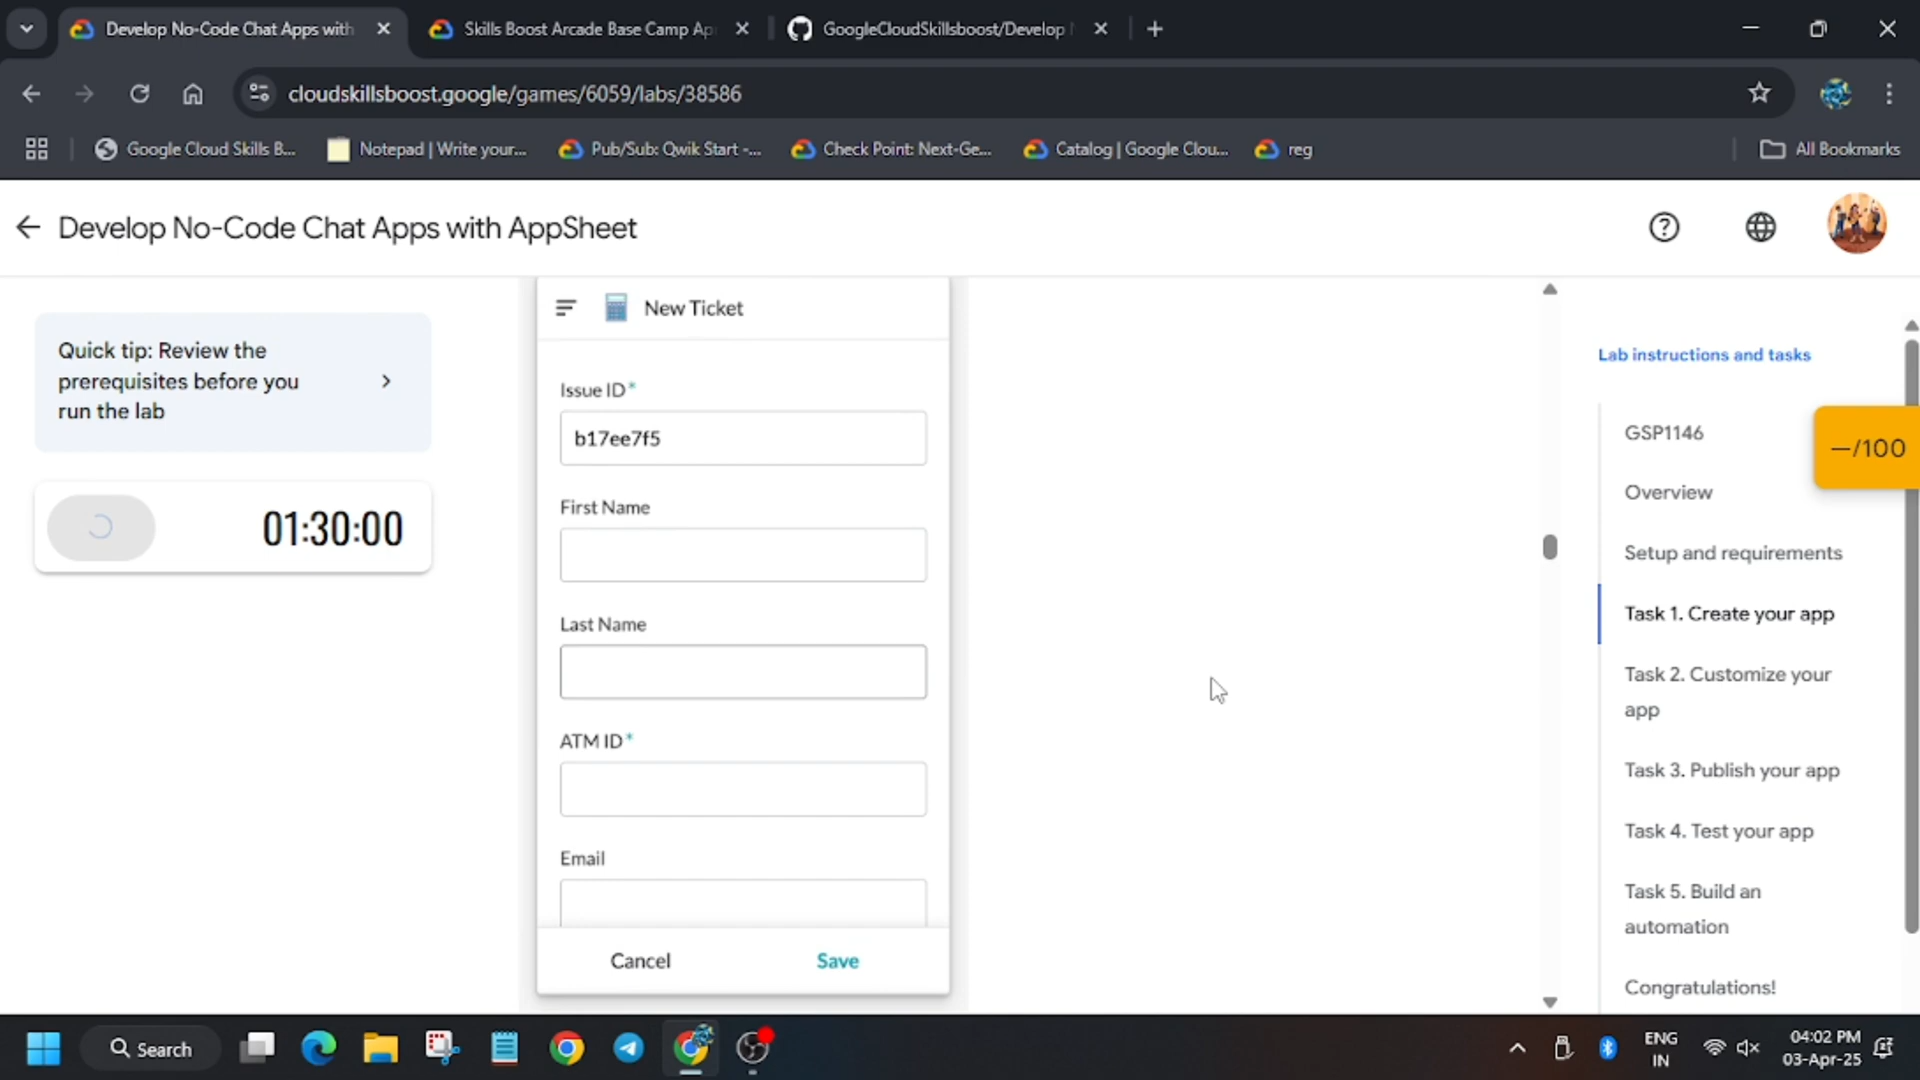 Develop No-Code Chat Apps with
Skills Boost Arcade Base Camp Ap
GoogleCloudSkillsboost/Develop
cloudskillsboost.google/games/6059/labs/38586
Google Cloud Skills B...
Notepad | Write your...
Pub/Sub: Qwik Start -...
Check Point: Next-Ge...
Catalog | Google Clou...
reg
All Bookmarks
Develop No-Code Chat Apps with AppSheet
Quick tip: Review the
prerequisites before you
run the lab
01:30:00
New Ticket
Issue ID*
b17ee7f5
First Name
Last Name
ATM ID*
Email
Cancel
Save
Lab instructions and tasks
GSP1146
—/100
Overview
Setup and requirements
Task 1. Create your app
Task 2. Customize your
app
Task 3. Publish your app
Task 4. Test your app
Task 5. Build an
automation
Congratulations!
Search
ENG
IN
04:02 PM
03-Apr-25